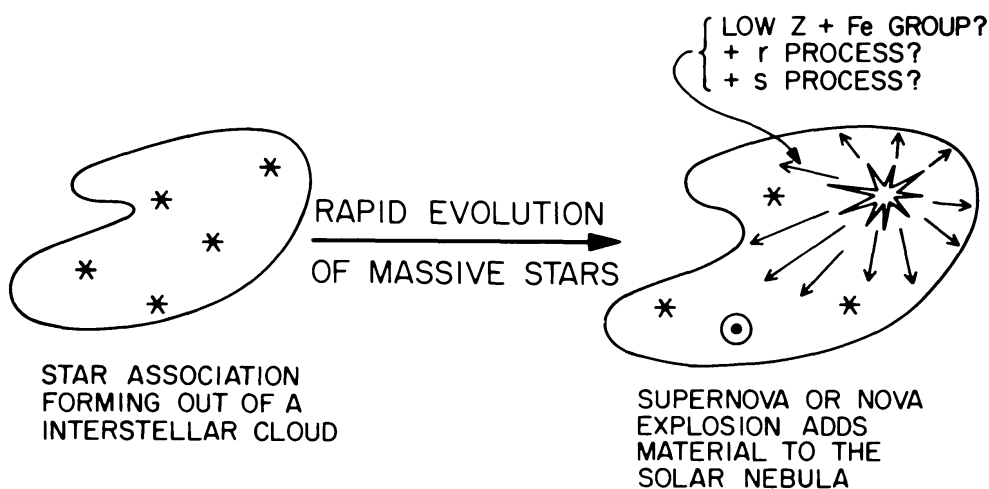 LOW Z + Fe GROUP?
+ r PROCESS?
+ s PROCESS?
RAPID EVOLUTION
OF MASSIVE STARS
STAR ASSOCIATION
FORMING OUT OF A
INTERSTELLAR CLOUD
SUPERNOVA OR NOVA
EXPLOSION ADDS
MATERIAL TO THE
SOLAR NEBULA